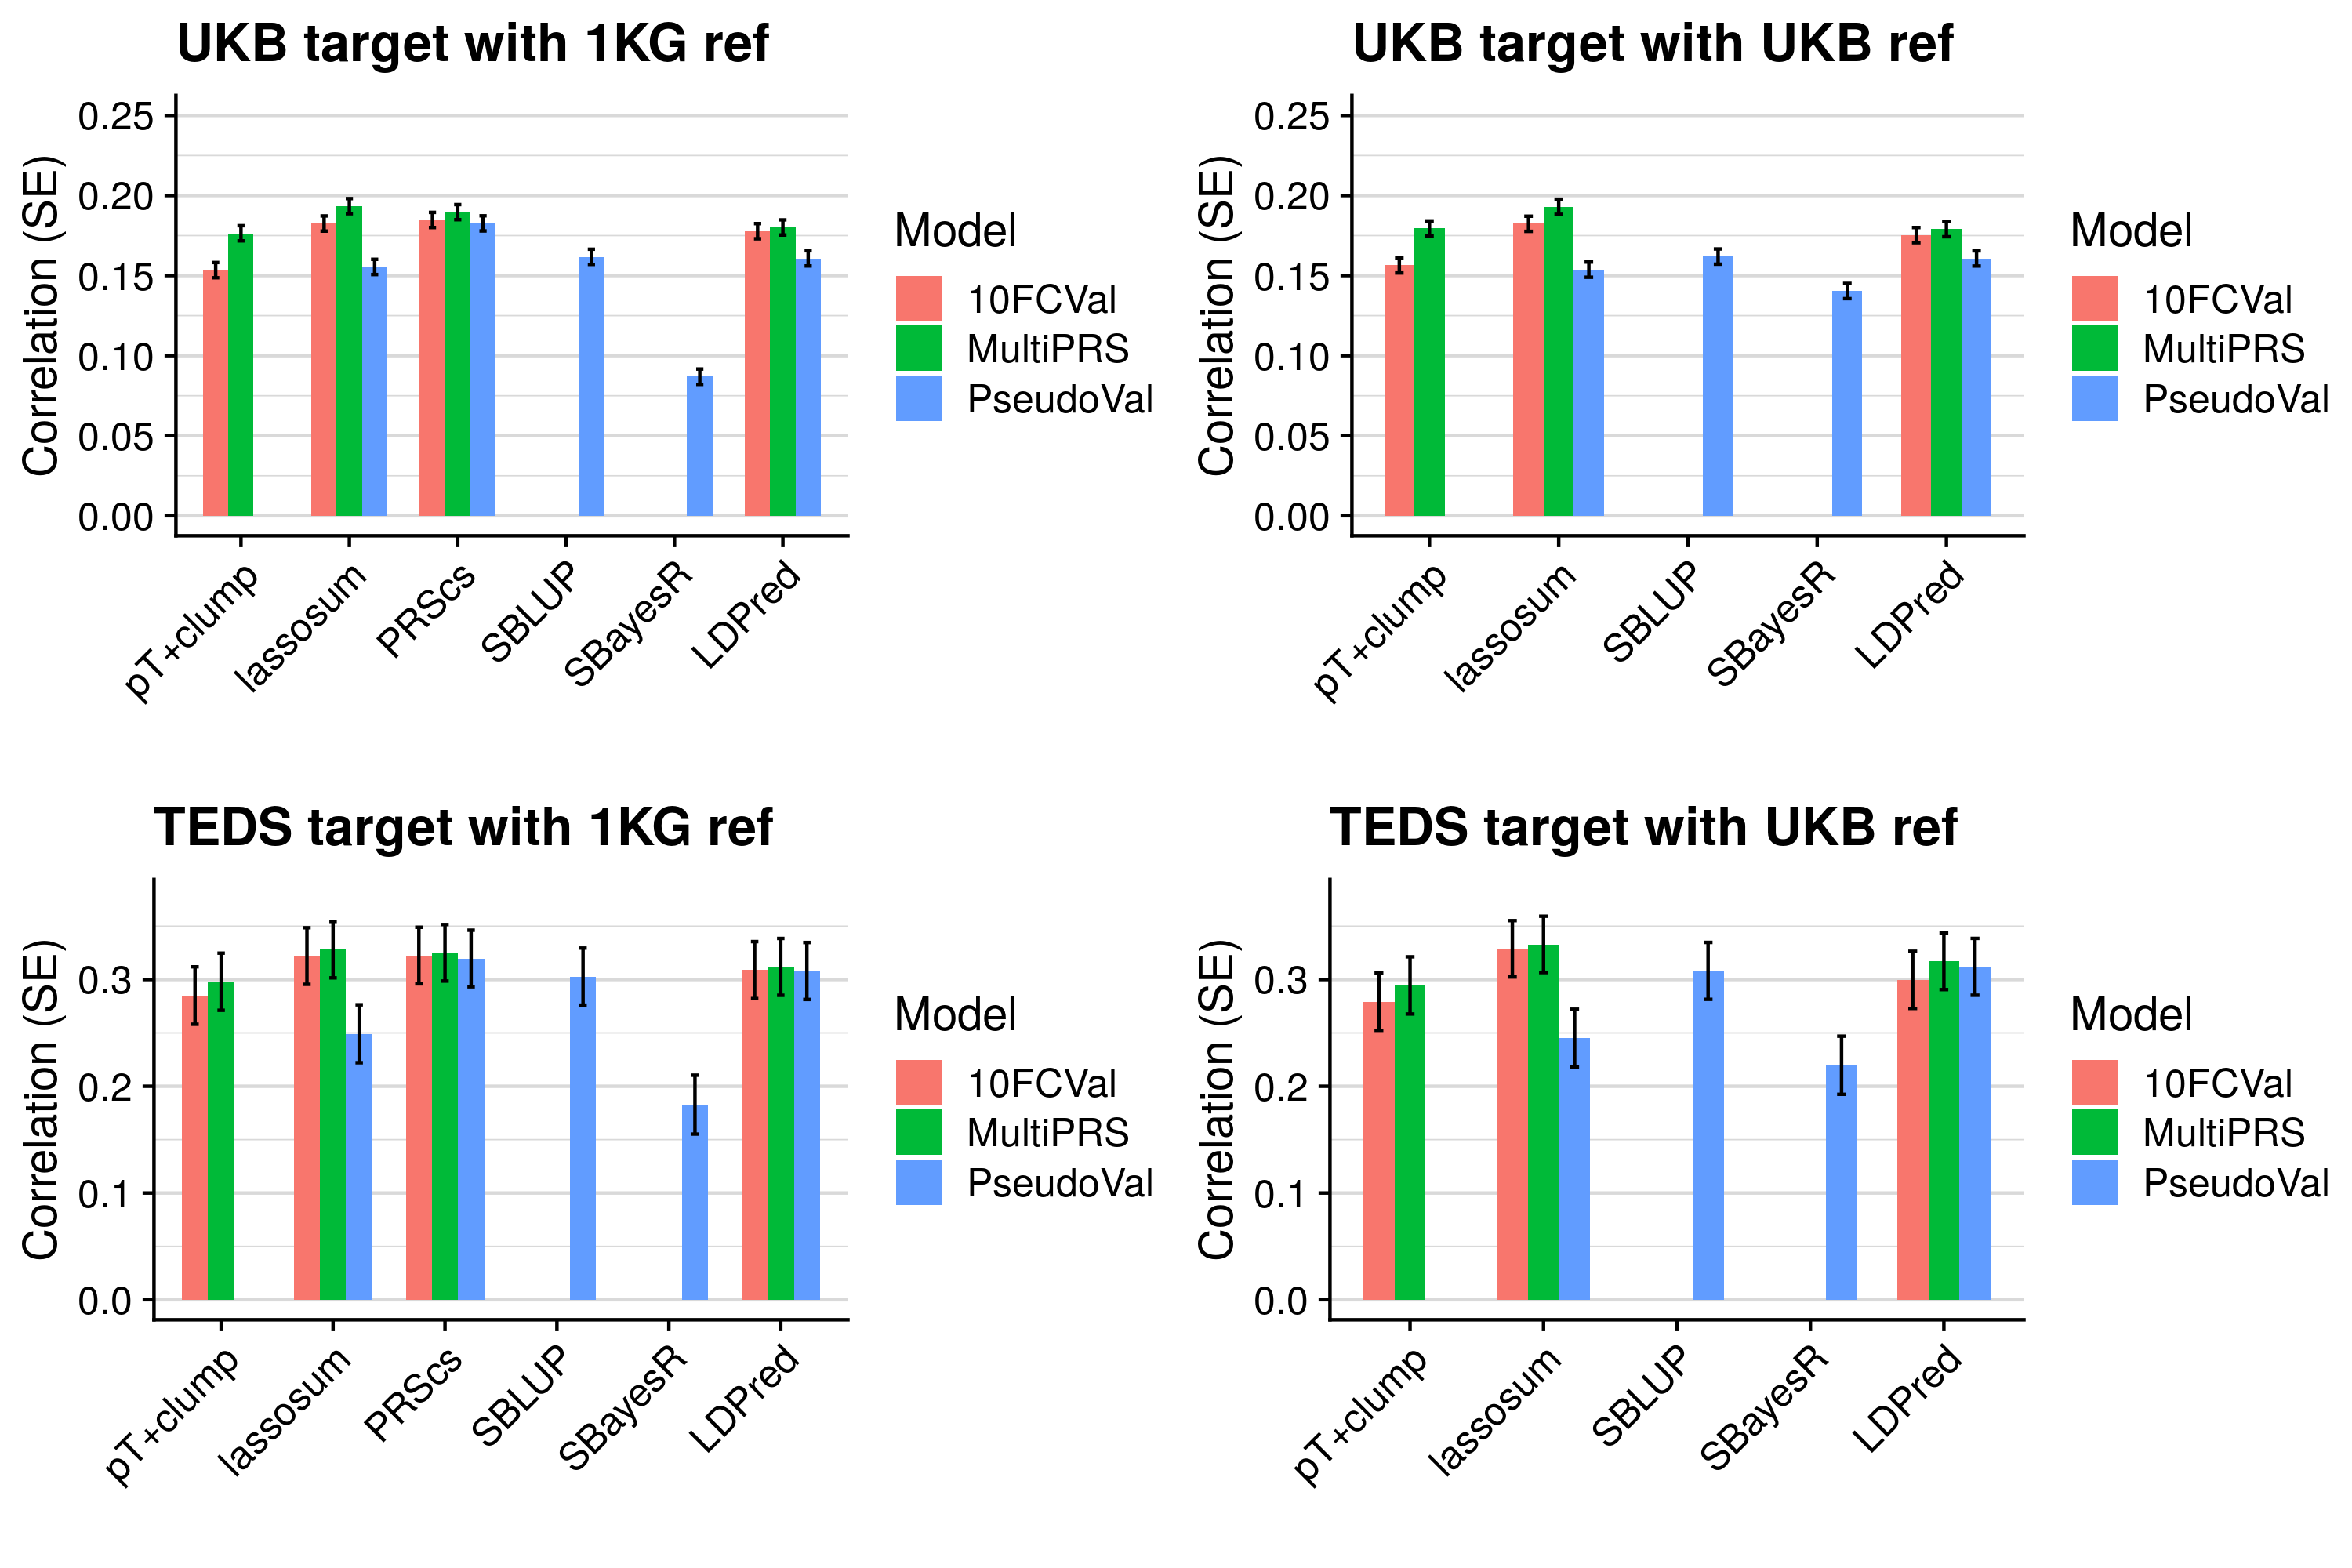 UKB target with 1KG ref
Correlation (SE)
0.25
0.20
0.15
0.10
0.05
0.00
pT+clump
lassosum
PRScs
SBLUP
SBayesR
LDPred
Model
10FCVal
MultiPRS
PseudoVal
UKB target with UKB ref
Correlation (SE)
0.25
0.20
0.15
0.10
0.05
0.00
pT+clump
lassosum
SBLUP
SBayesR
LDPred
Model
10FCVal
MultiPRS
PseudoVal
TEDS target with 1KG ref
Correlation (SE)
0.3
0.2
0.1
0.0
pT+clump
lassosum
PRScs
SBLUP
SBayesR
LDPred
Model
10FCVal
MultiPRS
PseudoVal
TEDS target with UKB ref
Correlation (SE)
0.3
0.2
0.1
0.0
pT+clump
lassosum
SBLUP
SBayesR
LDPred
Model
10FCVal
MultiPRS
PseudoVal